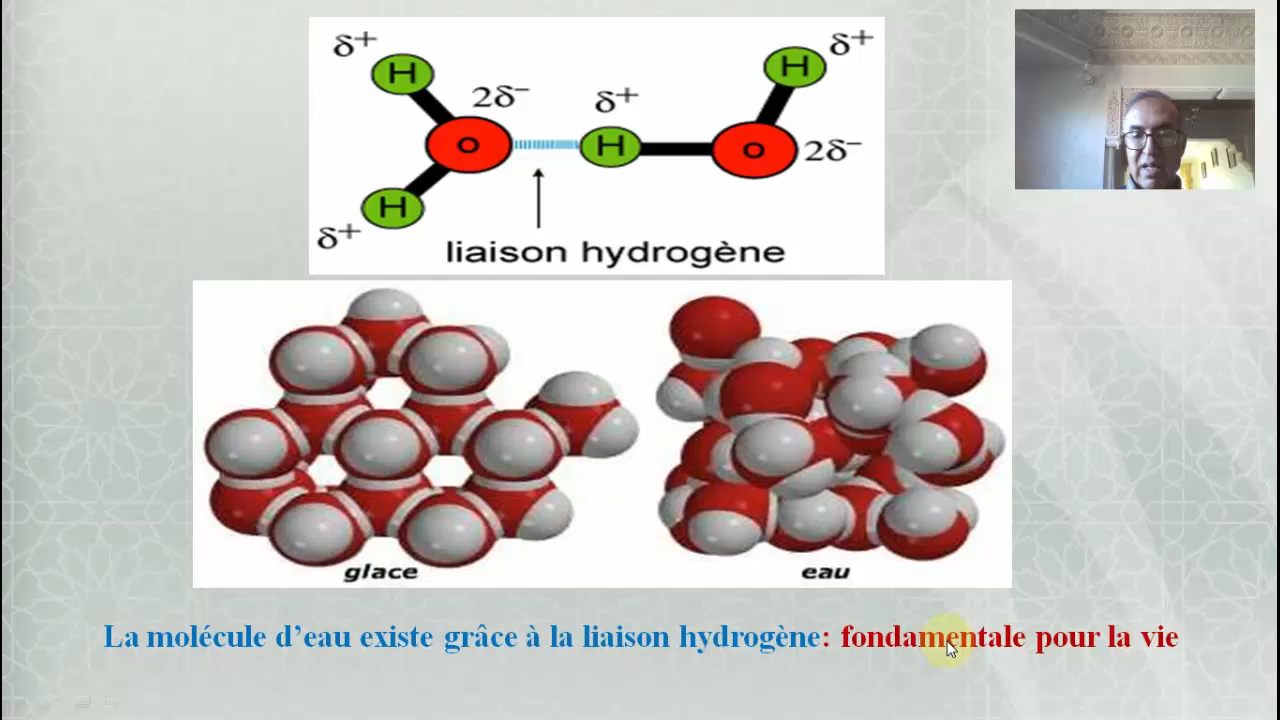 δ+ δ+
H H
2δ− δ+
O H O 2δ−
H
δ+
liaison hydrogène
glace eau
La molécule d’eau existe grâce à la liaison hydrogène: fondamentale pour la vie